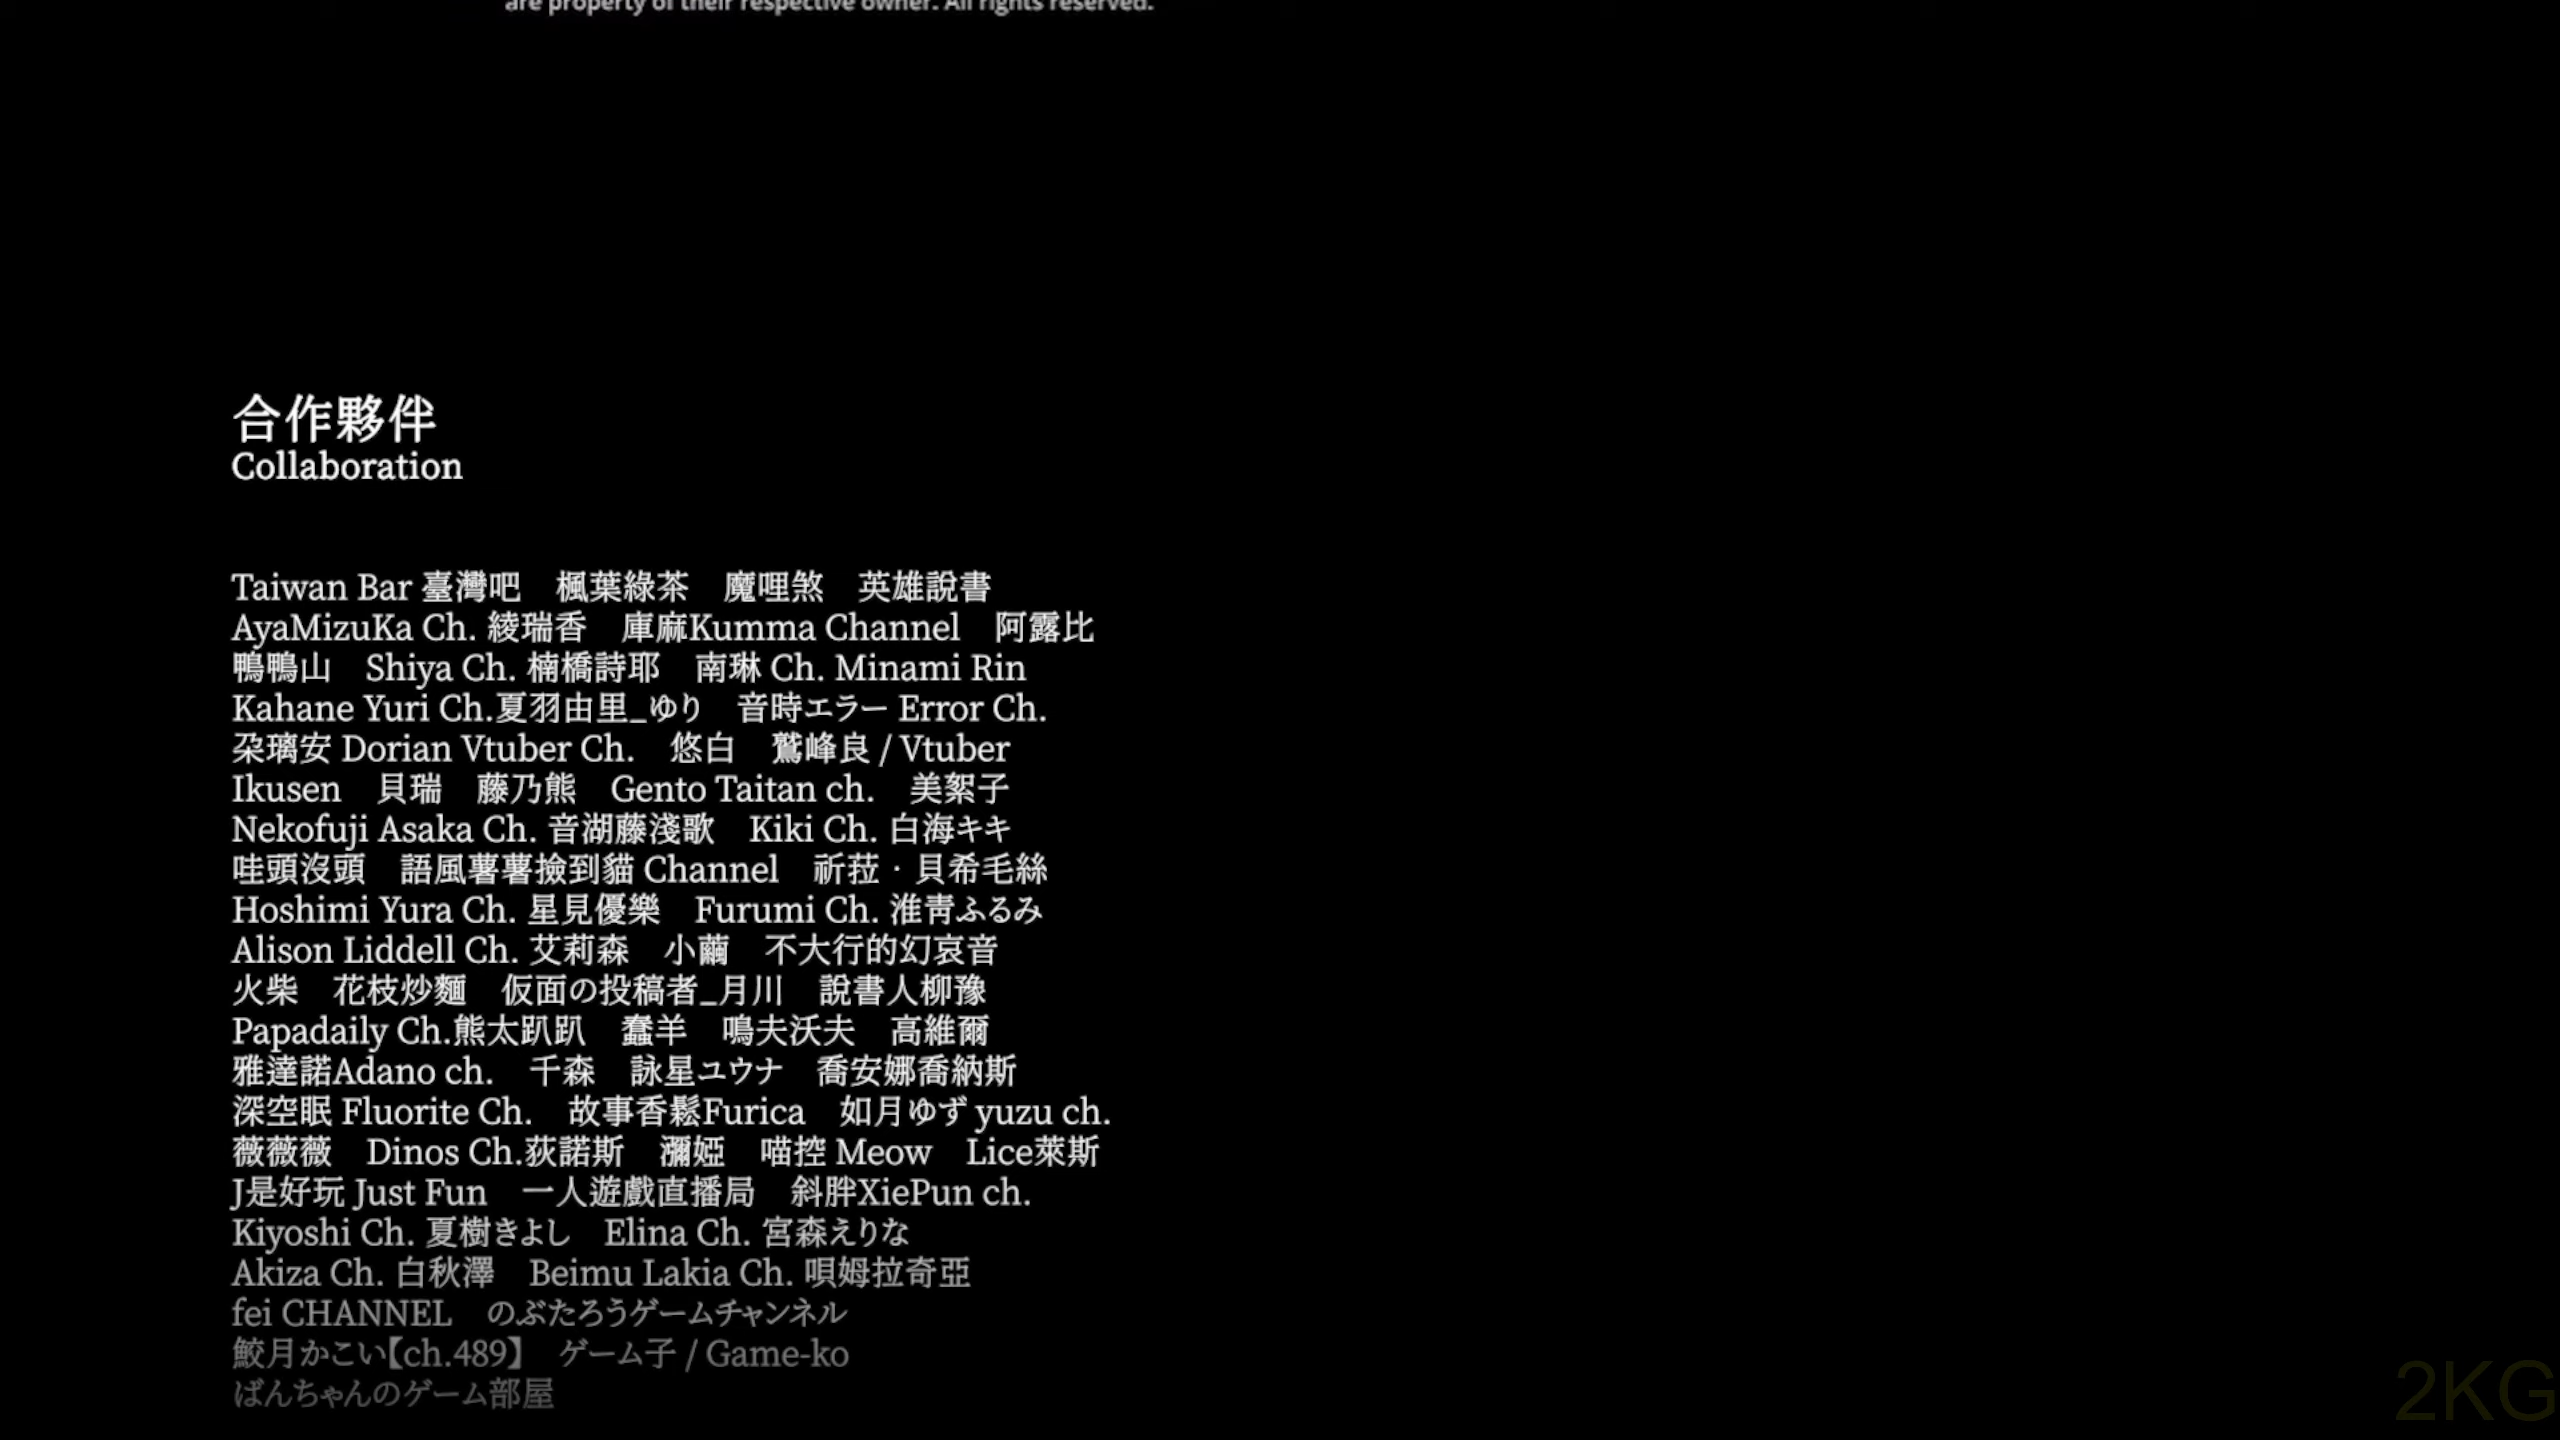 are property of their respective owner. All rights reserved.
合作夥伴
Collaboration
Taiwan Bar 臺灣吧　楓葉綠茶　魔哩煞　英雄說書
AyaMizuKa Ch. 綾瑞香　庫麻Kumma Channel　阿露比
鴨鴨山　Shiya Ch. 楠橋詩耶　南琳 Ch. Minami Rin
Kahane Yuri Ch.夏羽由里_ゆり　音時エラー Error Ch.
朶璃安 Dorian Vtuber Ch.　悠白　鷲峰良 / Vtuber
Ikusen　貝瑞　藤乃熊　Gento Taitan ch.　美絮子
Nekofuji Asaka Ch. 音湖藤淺歌　Kiki Ch. 白海キキ
哇頭沒頭　語風薯薯撿到貓 Channel　祈菈．貝希毛絲
Hoshimi Yura Ch. 星見優樂　Furumi Ch. 淮靑ふるみ
Alison Liddell Ch. 艾莉森　小繭　不大行的幻哀音
火柴　花枝炒麵　仮面の投稿者_月川　說書人柳豫
Papadaily Ch.熊太趴趴　蠢羊　鳴夫沃夫　高維爾
雅達諾Adano ch.　千森　詠星ユウナ　喬安娜喬納斯
深空眠 Fluorite Ch.　故事香鬆Furica　如月ゆず yuzu ch.
薇薇薇　Dinos Ch.荻諾斯　瀰婭　喵控 Meow　Lice萊斯
J是好玩 Just Fun　一人遊戲直播局　斜胖XiePun ch.
Kiyoshi Ch. 夏樹きよし　Elina Ch. 宮森えりな
Akiza Ch. 白秋澤　Beimu Lakia Ch. 唄姆拉奇亞
fei CHANNEL　のぶたろうゲームチャンネル
鮫月かこい【ch.489】　ゲーム子 / Game-ko
ばんちゃんのゲーム部屋
2KG